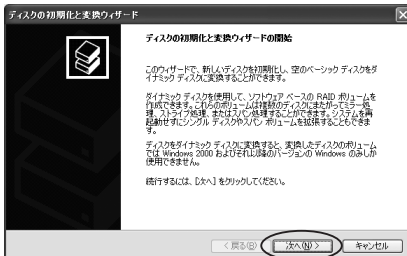 ディスクの初期化と変換ウィザード
ディスクの初期化と変換ウィザードの開始
このウィザードで、新しいディスクを初期化し、空のベーシック ディスクをダ
イナミック ディスクに変換することができます。
ダイナミック ディスクを使用して、ソフトウェア ベースの RAID ボリュームを
作成できます。これらのボリュームは複数のディスクにまたがってミラー処
理、ストライプ処理、またはスパン処理することができます。システムを再
起動せずにシングル ディスクやスパン ボリュームを拡張することもできま
す。
ディスクをダイナミック ディスクに変換すると、変換したディスクのボリューム
では Windows 2000 およびそれ以降のバージョンの Windows のみしか
使用できません。
続行するには、[次へ] をクリックしてください。
< 戻る(B) 次へ(N) > キャンセル